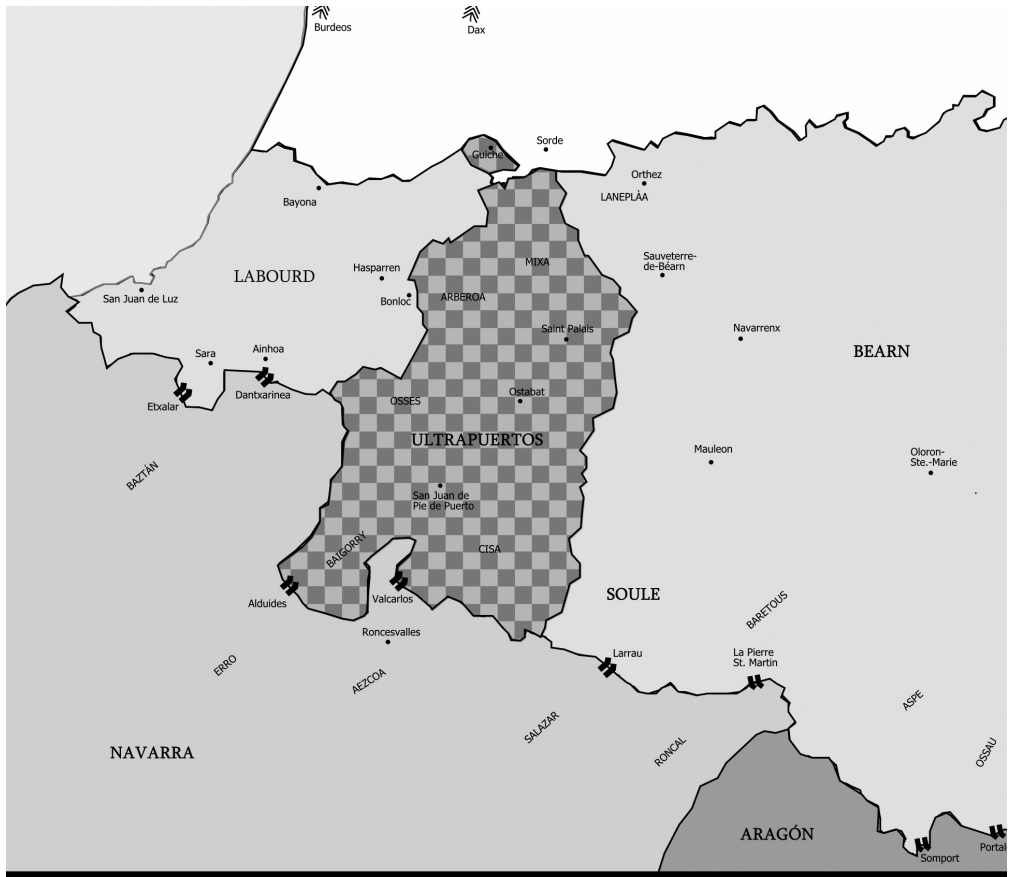 Burdeos
Dax
Sorde
Guiche
Orthez
LANEPLÀA
Bayona
Sauveterre-
de-Béarn
MIXA
Hasparren
LABOURD
ARBEROA
Bonloc
San Juan de Luz
Saint Palais
Navarrenx
Sara
Ainhoa
BEARN
Dantxarinea
Etxalar
OSSES
Ostabat
ULTRAPUERTOS
Mauleon
Oloron-
Ste.-Marie
BAZTÁN
San Juan de
Pie de Puerto
BAIGORRY
CISA
Alduides
Valcarlos
SOULE
BARETOUS
Roncesvalles
Larrau
La Pierre
St. Martin
ERRO
AEZCOA
ASPE
SALAZAR
RONCAL
OSSAU
NAVARRA
ARAGÓN
Somport
Portal